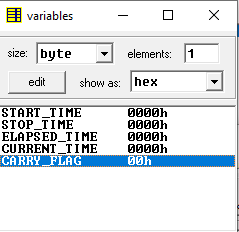 variables
size: byte elements: 1
edit show as: hex
START_TIME 0000h
STOP_TIME 0000h
ELAPSED_TIME 0000h
CURRENT_TIME 0000h
CARRY_FLAG 00h